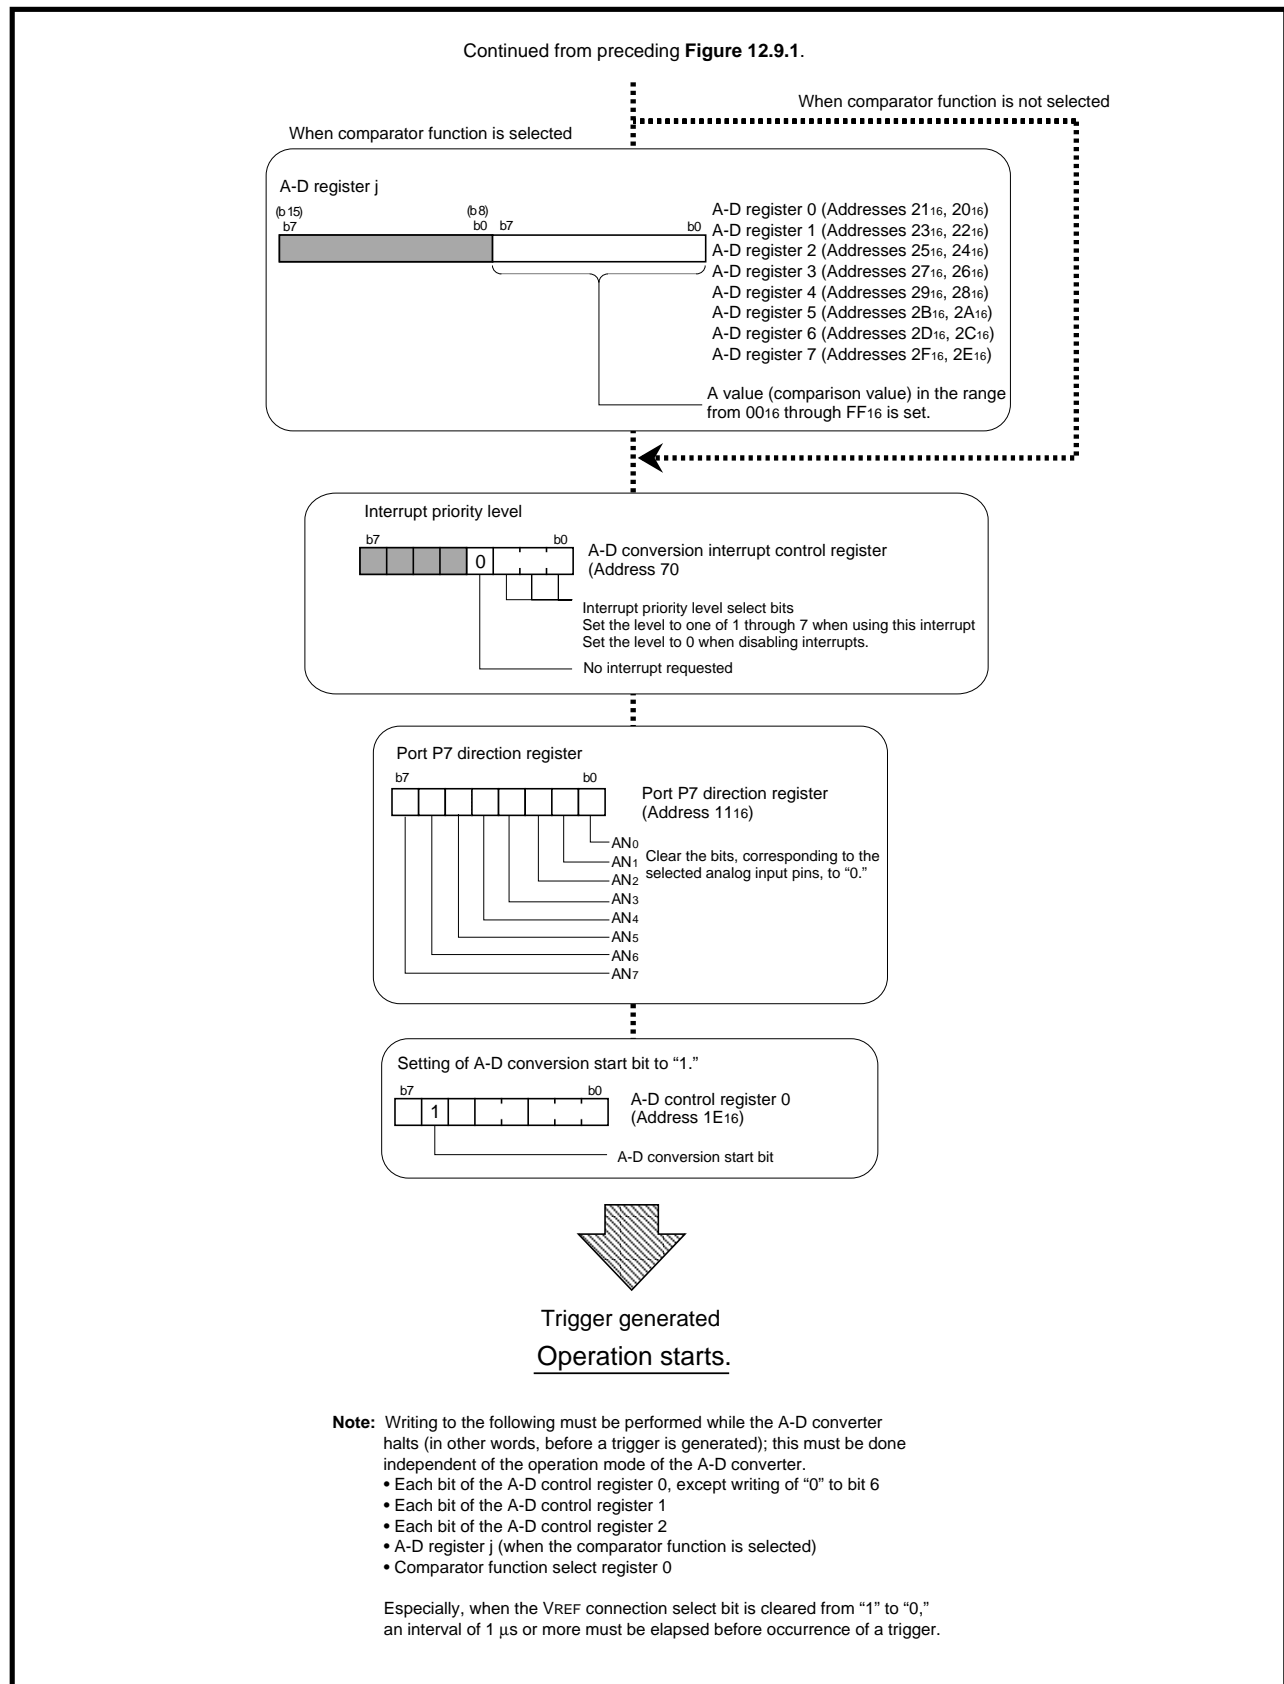 Continued from preceding Figure 12.9.1.
When comparator function is not selected
When comparator function is selected
A-D register j
(b15) (b8)
b7 b0 b7 b0
A-D register 0 (Addresses 2116, 2016)
A-D register 1 (Addresses 2316, 2216)
A-D register 2 (Addresses 2516, 2416)
A-D register 3 (Addresses 2716, 2616)
A-D register 4 (Addresses 2916, 2816)
A-D register 5 (Addresses 2B16, 2A16)
A-D register 6 (Addresses 2D16, 2C16)
A-D register 7 (Addresses 2F16, 2E16)
A value (comparison value) in the range
from 0016 through FF16 is set.
Interrupt priority level
b7 b0
0
A-D conversion interrupt control register
(Address 70
Interrupt priority level select bits
Set the level to one of 1 through 7 when using this interrupt
Set the level to 0 when disabling interrupts.
No interrupt requested
Port P7 direction register
b7 b0
Port P7 direction register
(Address 1116)
AN0
AN1
AN2
AN3
AN4
AN5
AN6
AN7
Clear the bits, corresponding to the
selected analog input pins, to “0.”
Setting of A-D conversion start bit to “1.”
b7 b0
1
A-D control register 0
(Address 1E16)
A-D conversion start bit
Trigger generated
Operation starts.
Note: Writing to the following must be performed while the A-D converter
halts (in other words, before a trigger is generated); this must be done
independent of the operation mode of the A-D converter.
• Each bit of the A-D control register 0, except writing of “0” to bit 6
• Each bit of the A-D control register 1
• Each bit of the A-D control register 2
• A-D register j (when the comparator function is selected)
• Comparator function select register 0
Especially, when the VREF connection select bit is cleared from “1” to “0,”
an interval of 1 µs or more must be elapsed before occurrence of a trigger.